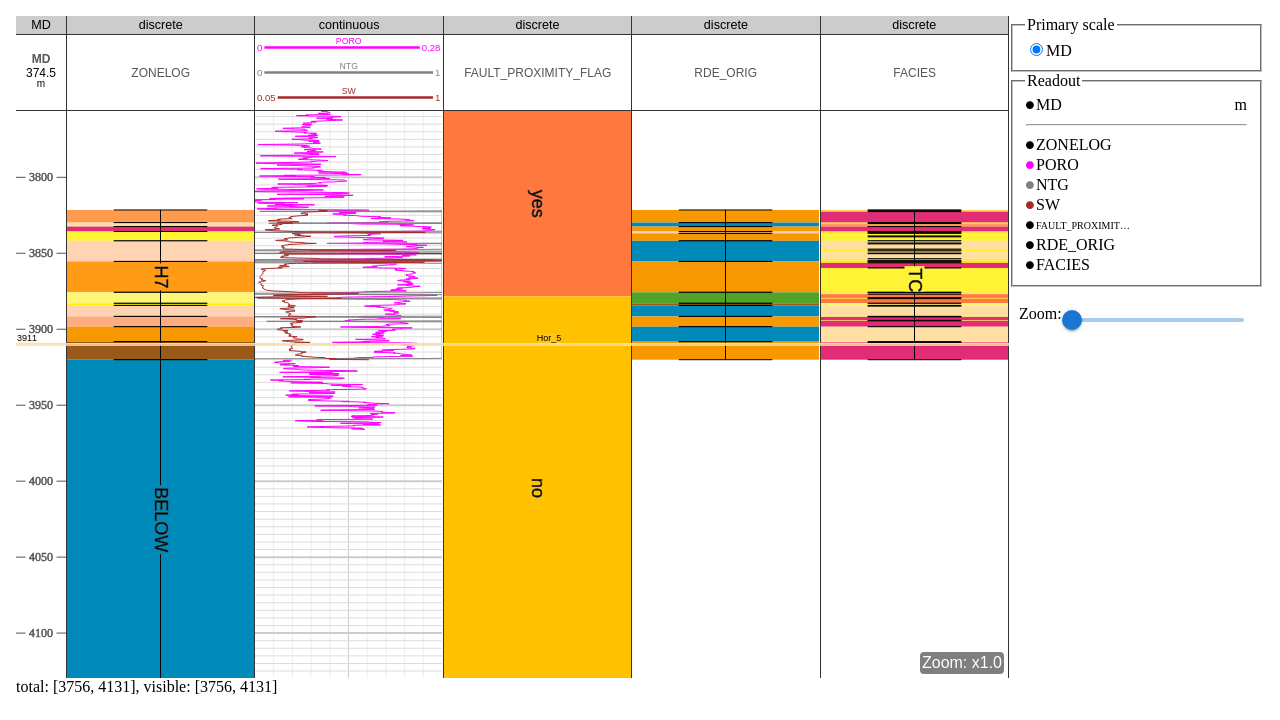 MD discrete continuous discrete discrete discrete
MD
374.5
m
ZONELOG
PORO
0 0.28
NTG
0 1
SW
0.05 1
FAULT_PROXIMITY_FLAG
RDE_ORIG
FACIES
3800
3850
3900
3911
3950
4000
4050
4100
H7
BELOW
yes
Hor_5
no
TC
Zoom: x1.0
total: [3756, 4131], visible: [3756, 4131]
Primary scale
MD
Readout
MD m
ZONELOG
PORO
NTG
SW
FAULT_PROXIMIT…
RDE_ORIG
FACIES
Zoom: